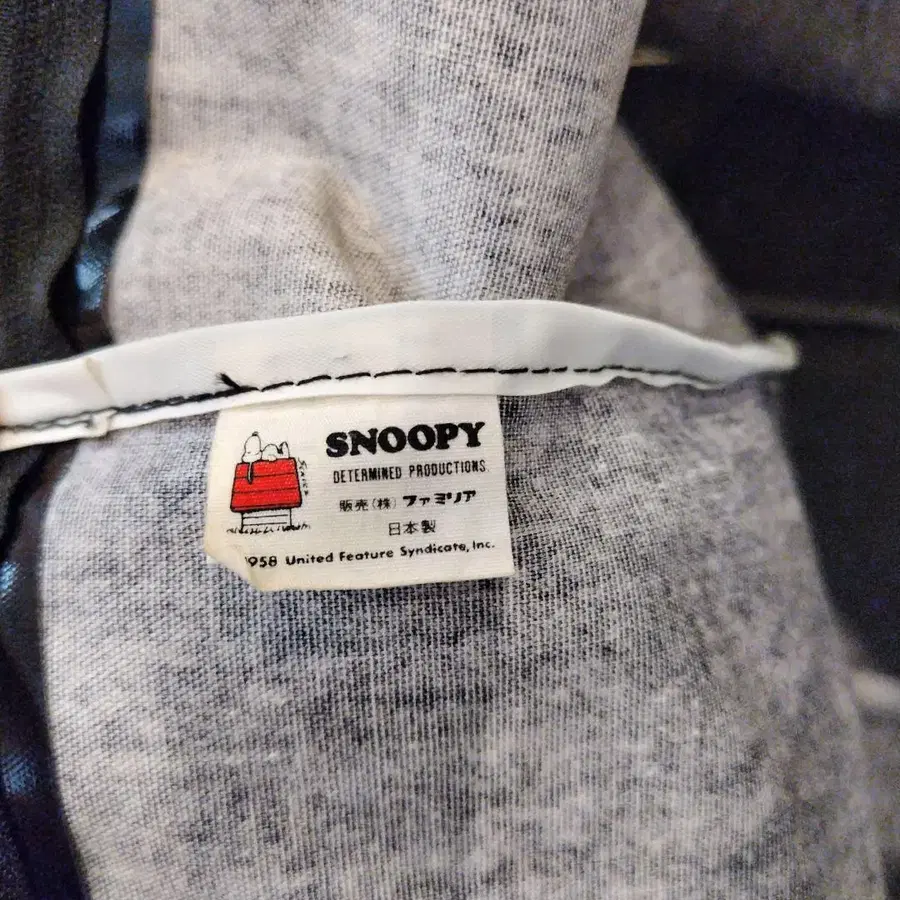 SNOOPY
DETERMINED PRODUCTIONS
販売(株)ファミリア
日本製
1958 United Feature Syndicate, Inc.